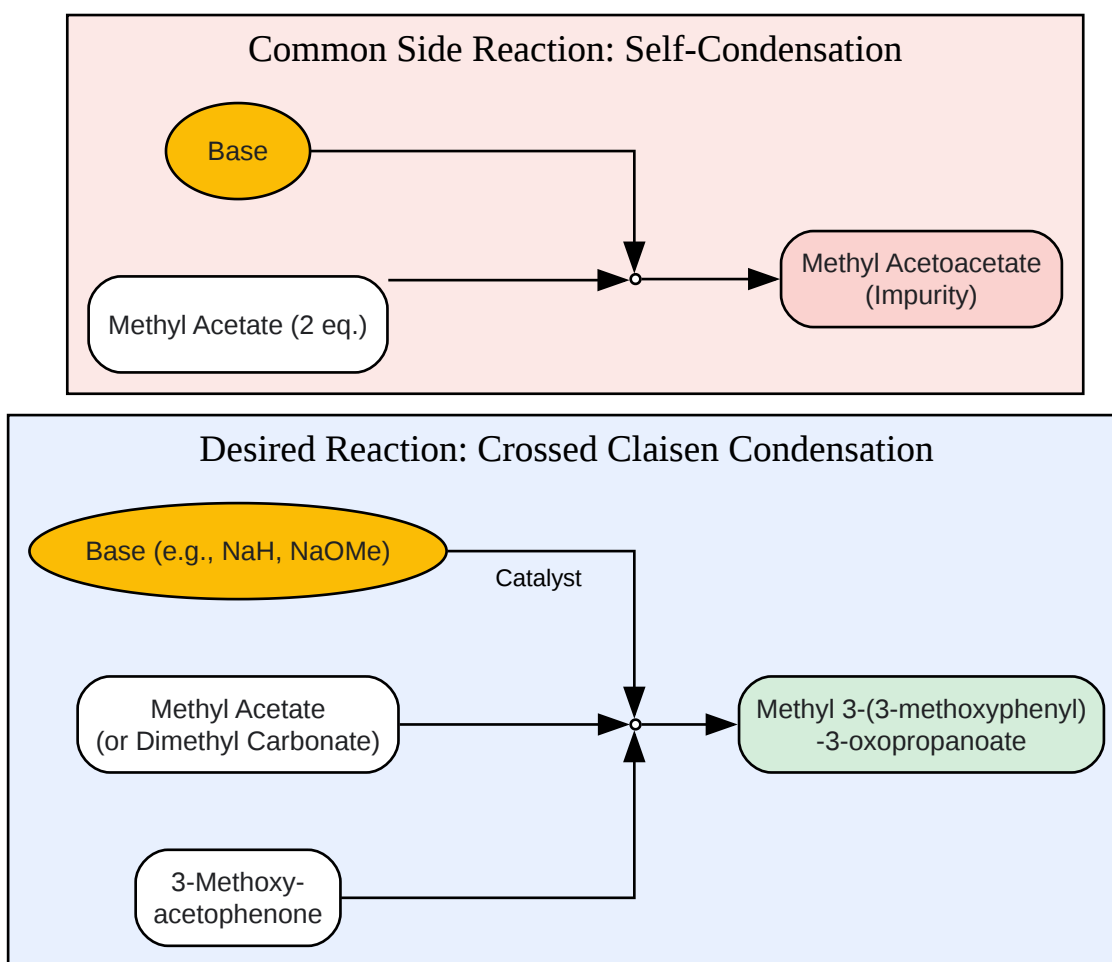 Common Side Reaction: Self-Condensation
Base
Methyl Acetate (2 eq.)
Methyl Acetoacetate
(Impurity)
Desired Reaction: Crossed Claisen Condensation
Base (e.g., NaH, NaOMe)
Catalyst
Methyl Acetate
(or Dimethyl Carbonate)
Methyl 3-(3-methoxyphenyl)
-3-oxopropanoate
3-Methoxy-
acetophenone